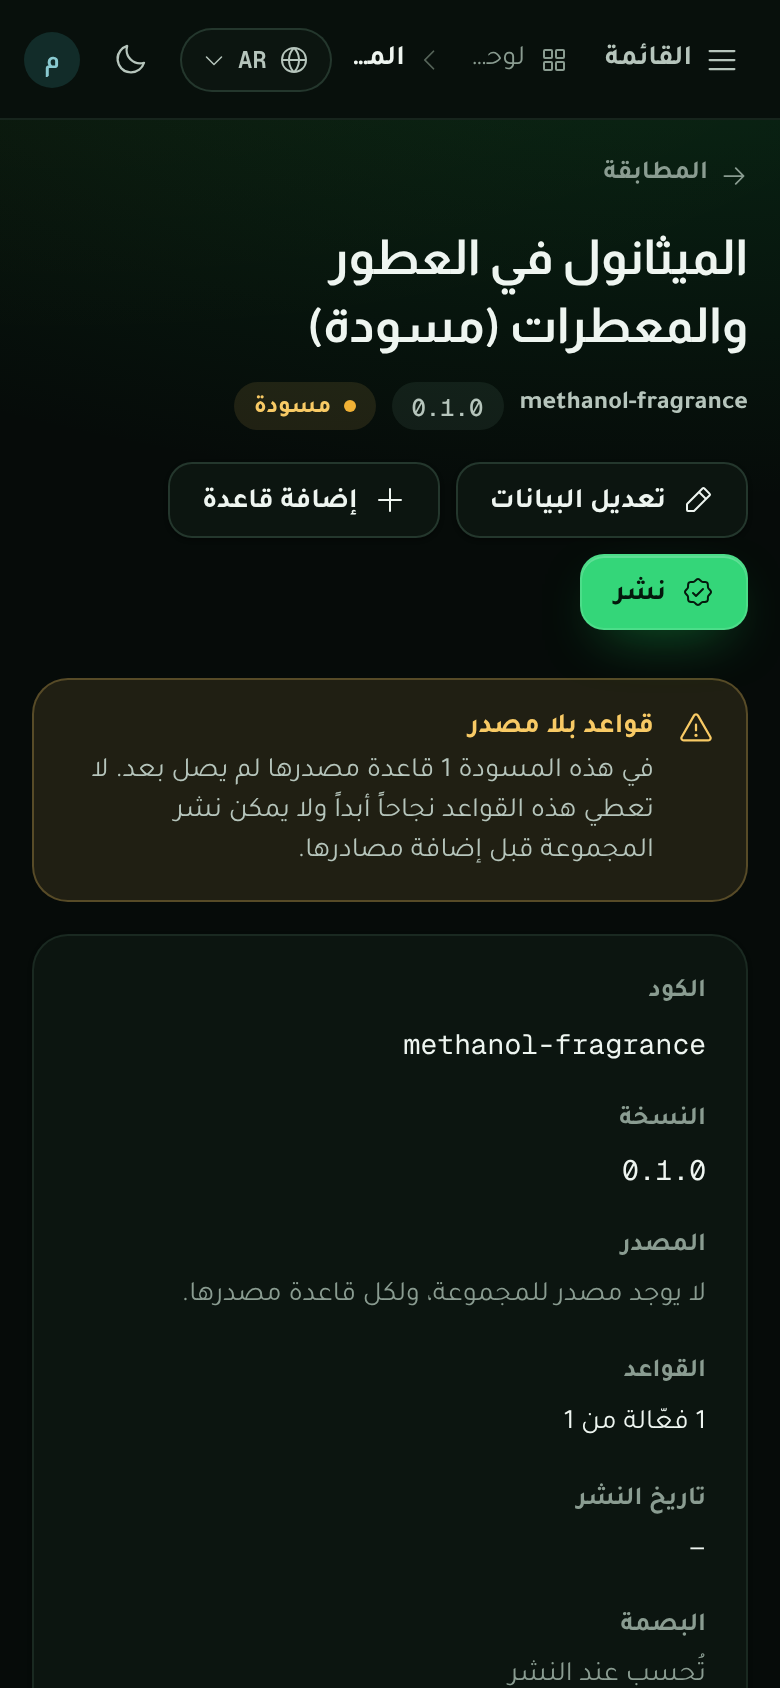 القائمة
لوحـ...
المـ...
AR
م
المطابقة
الميثانول في العطور
والمعطرات (مسودة)
methanol-fragrance
0.1.0
مسودة
تعديل البيانات
إضافة قاعدة
نشر
قواعد بلا مصدر
في هذه المسودة 1 قاعدة مصدرها لم يصل بعد. لا
تعطي هذه القواعد نجاحاً أبداً ولا يمكن نشر
المجموعة قبل إضافة مصادرها.
الكود
methanol-fragrance
النسخة
0.1.0
المصدر
لا يوجد مصدر للمجموعة، ولكل قاعدة مصدرها.
القواعد
1 فعّالة من 1
تاريخ النشر
–
البصمة
تُحسب عند النشر